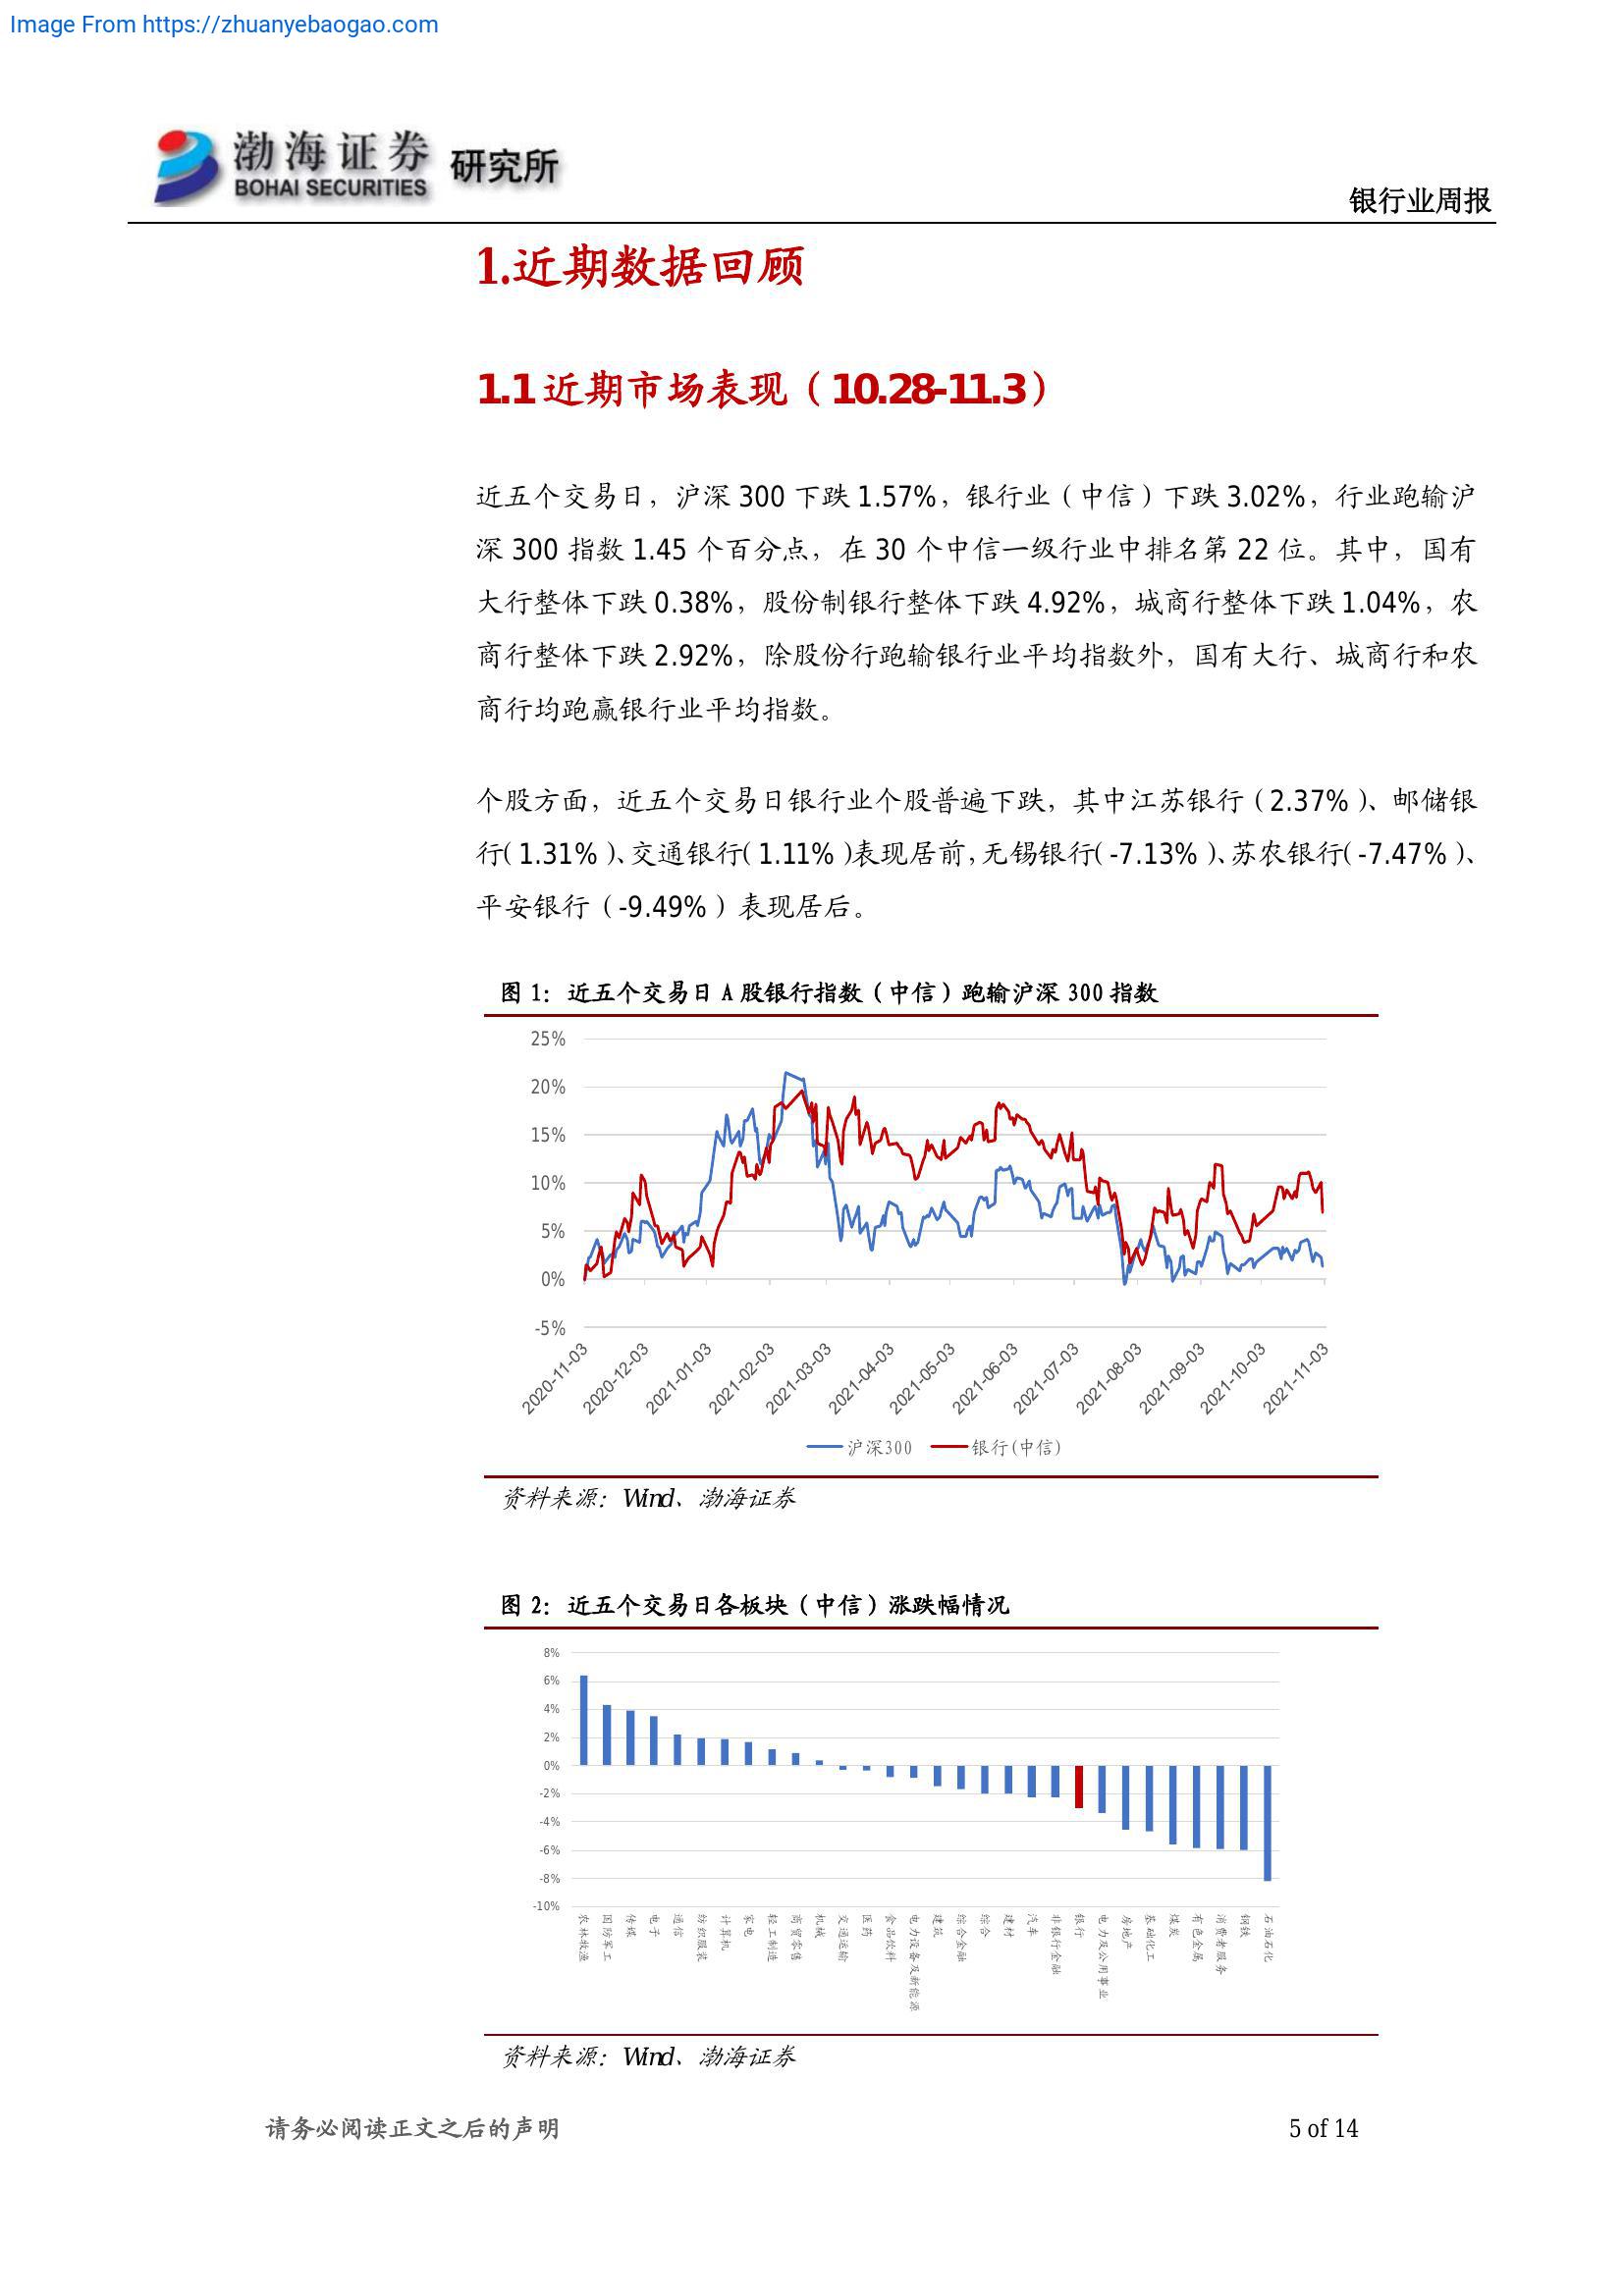 Image From https://zhuanyebaogao.com
渤海证券 研究所
BOHAI SECURITIES
银行业周报
1.近期数据回顾
1.1 近期市场表现（10.28-11.3）
近五个交易日，沪深 300 下跌 1.57%，银行业（中信）下跌 3.02%，行业跑输沪
深 300 指数 1.45 个百分点，在 30 个中信一级行业中排名第 22 位。其中，国有
大行整体下跌 0.38%，股份制银行整体下跌 4.92%，城商行整体下跌 1.04%，农
商行整体下跌 2.92%，除股份行跑输银行业平均指数外，国有大行、城商行和农
商行均跑赢银行业平均指数。
个股方面，近五个交易日银行业个股普遍下跌，其中江苏银行（2.37%）、邮储银
行（1.31%）、交通银行（1.11%）表现居前，无锡银行（-7.13%）、苏农银行（-7.47%）、
平安银行（-9.49%）表现居后。
图 1：近五个交易日 A 股银行指数（中信）跑输沪深 300 指数
25%
20%
15%
10%
5%
0%
-5%
2020-11-03 2020-12-03 2021-01-03 2021-02-03 2021-03-03 2021-04-03 2021-05-03 2021-06-03 2021-07-03 2021-08-03 2021-09-03 2021-10-03 2021-11-03
沪深300 银行(中信)
资料来源：Wind、渤海证券
图 2：近五个交易日各板块（中信）涨跌幅情况
8%
6%
4%
2%
0%
-2%
-4%
-6%
-8%
-10%
农林牧渔 国防军工 传媒 电子 通信 纺织服装 计算机 家电 轻工制造 商贸零售 机械 交通运输 医药 食品饮料 电力设备及新能源 建筑 综合金融 综合 建材 汽车 非银行金融 银行 电力及公用事业 房地产 基础化工 煤炭 有色金属 消费者服务 钢铁 石油石化
资料来源：Wind、渤海证券
请务必阅读正文之后的声明
5 of 14